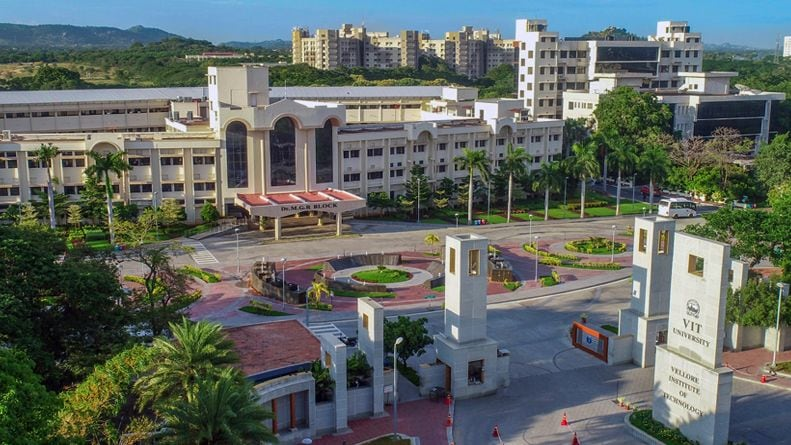 Dr.M.G.R BLOCK
VIT
UNIVERSITY
VELLORE
INSTITUTE OF
TECHNOLOGY